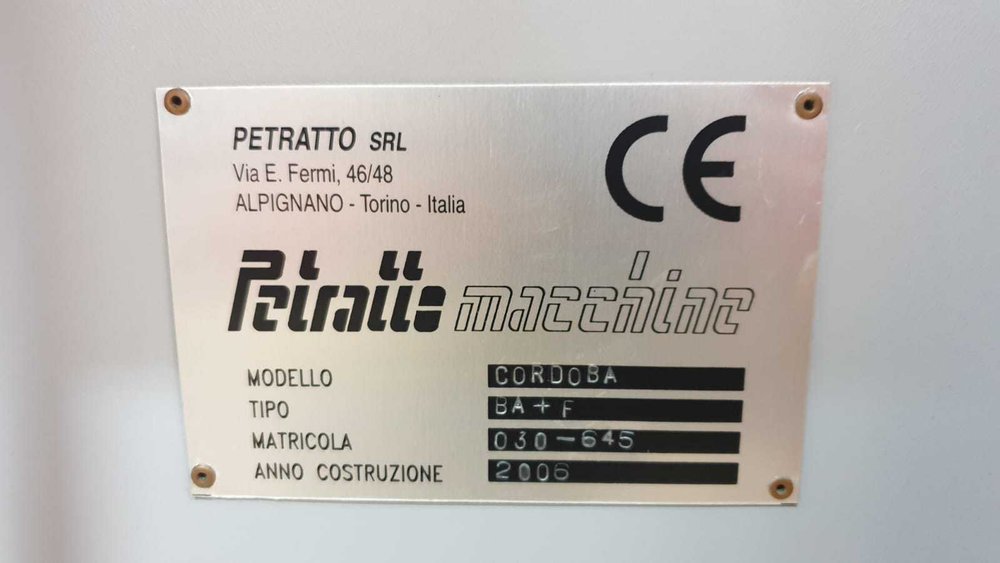 PETRATTO SRL
Via E. Fermi, 46/48
ALPIGNANO - Torino - Italia
CE
Petratto macchine
MODELLO CORDOBA
TIPO BA+F
MATRICOLA 030-645
ANNO COSTRUZIONE 2006